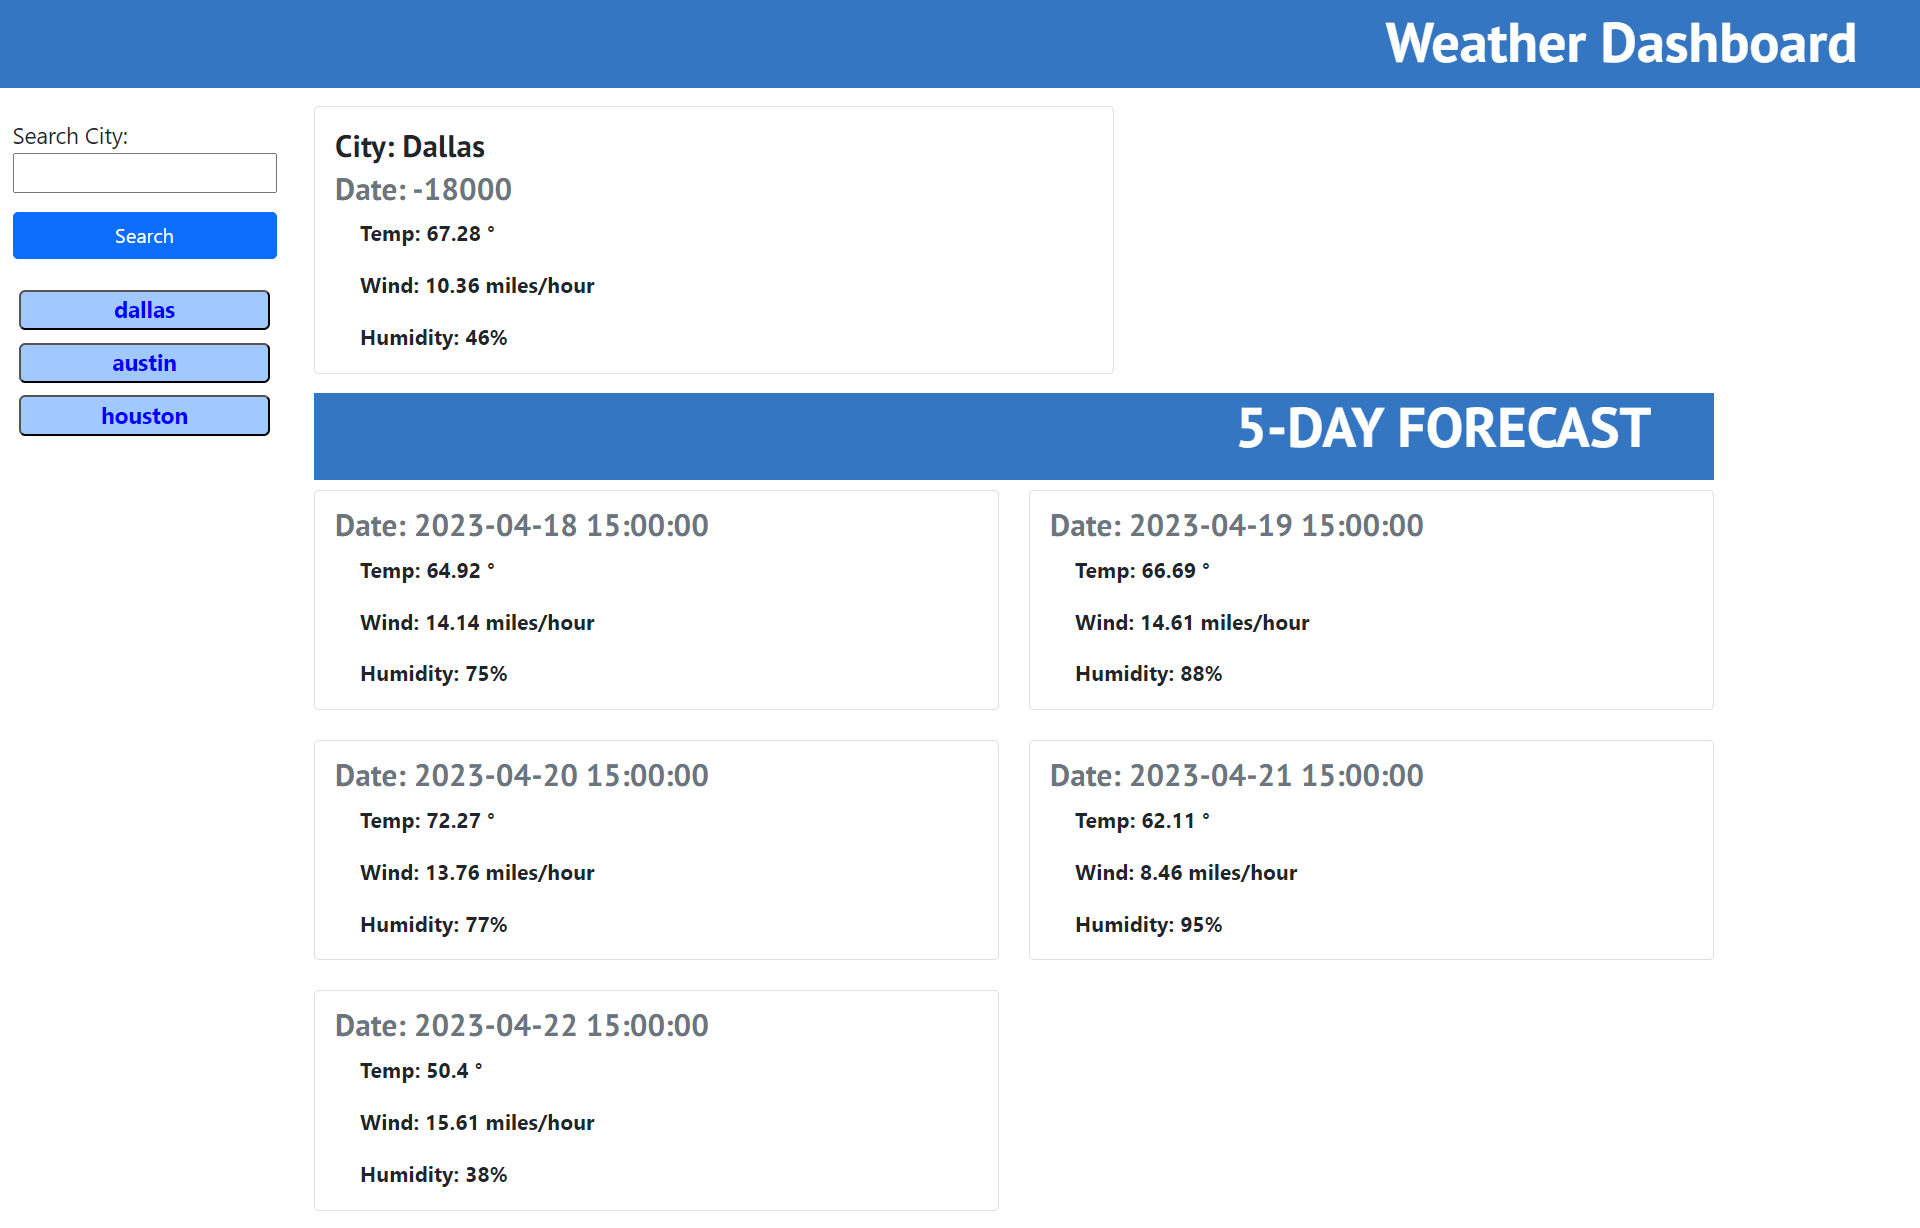 Weather Dashboard
Search City:
Search
dallas
austin
houston
City: Dallas
Date: -18000
Temp: 67.28 °
Wind: 10.36 miles/hour
Humidity: 46%
5-DAY FORECAST
Date: 2023-04-18 15:00:00
Temp: 64.92 °
Wind: 14.14 miles/hour
Humidity: 75%
Date: 2023-04-19 15:00:00
Temp: 66.69 °
Wind: 14.61 miles/hour
Humidity: 88%
Date: 2023-04-20 15:00:00
Temp: 72.27 °
Wind: 13.76 miles/hour
Humidity: 77%
Date: 2023-04-21 15:00:00
Temp: 62.11 °
Wind: 8.46 miles/hour
Humidity: 95%
Date: 2023-04-22 15:00:00
Temp: 50.4 °
Wind: 15.61 miles/hour
Humidity: 38%